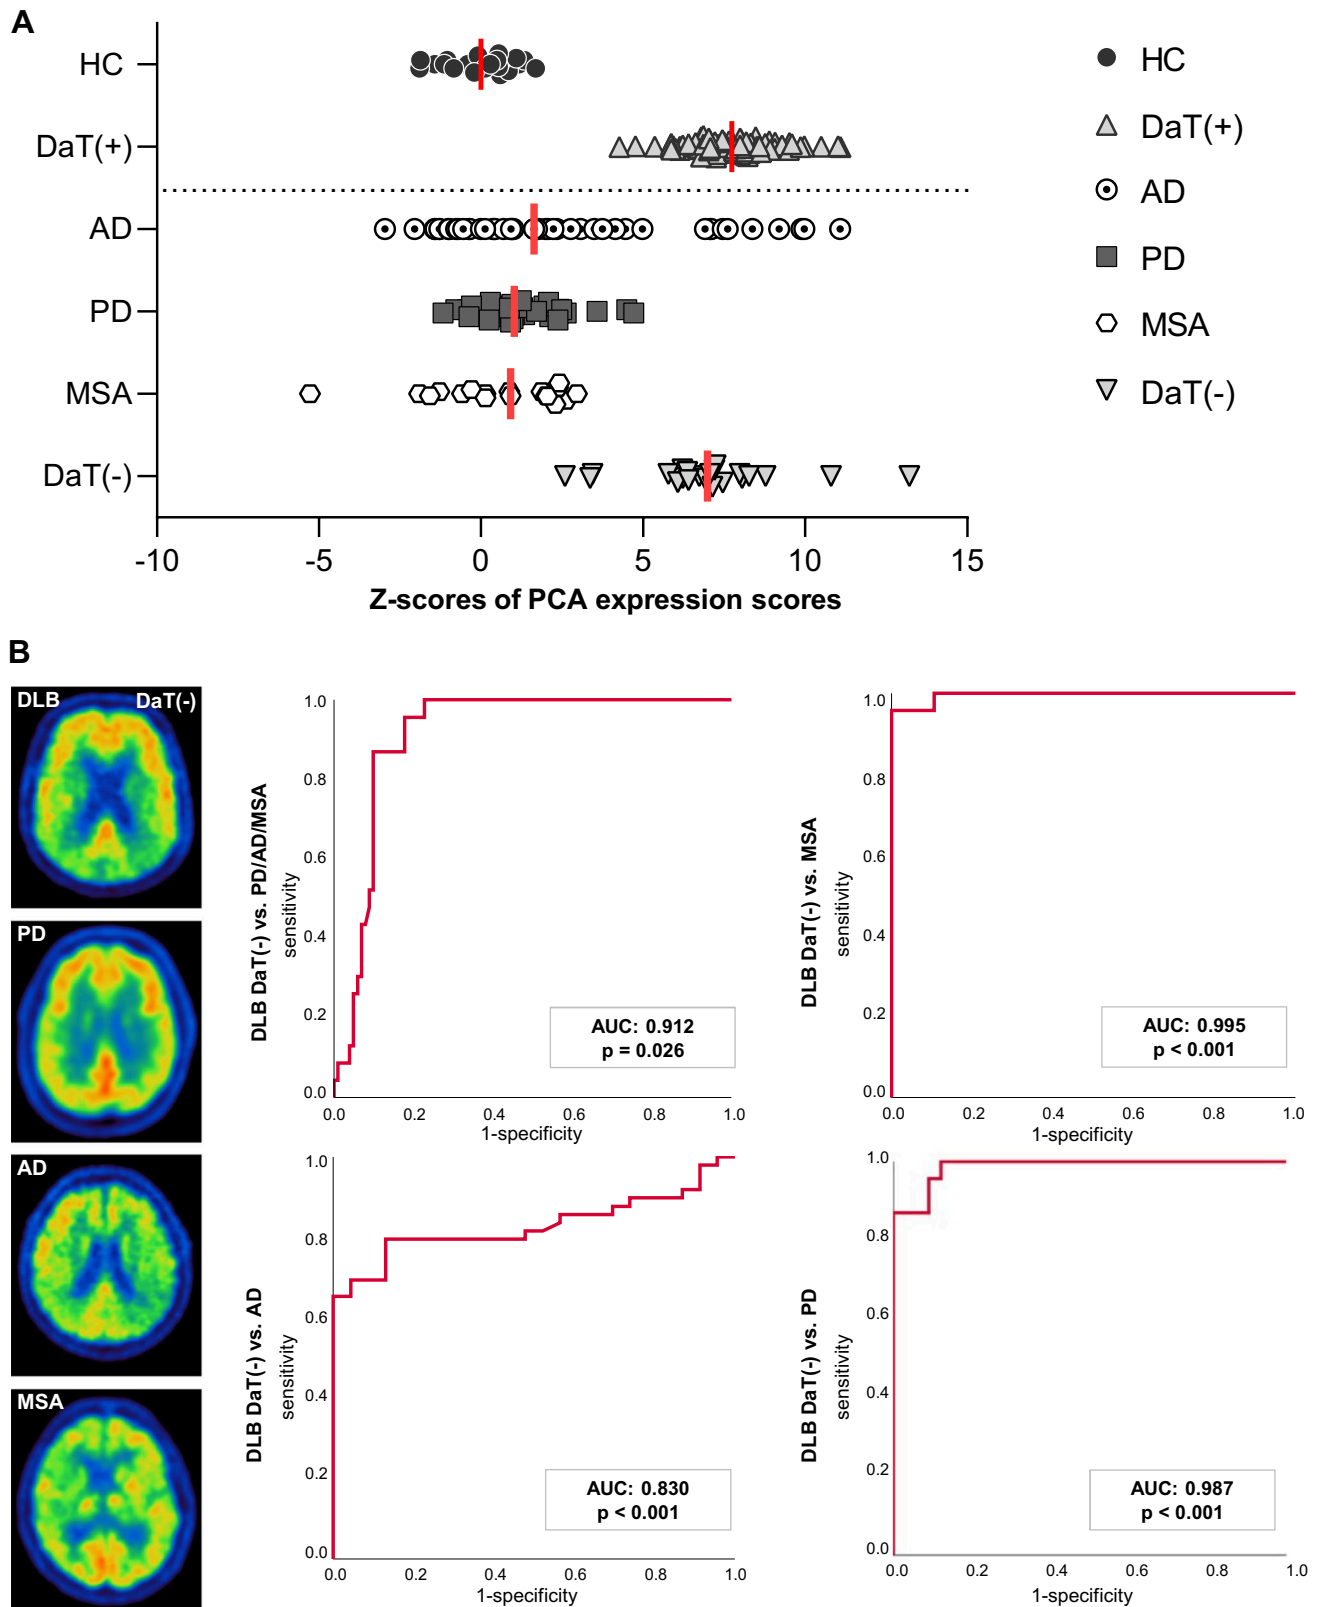 A
HC
DaT(+)
AD
PD
MSA
DaT(-)
-10 -5 0 5 10 15
Z-scores of PCA expression scores
HC
DaT(+)
AD
PD
MSA
DaT(-)
B
DLB DaT(-)
PD
AD
MSA
DLB DaT(-) vs. PD/AD/MSA
sensitivity
1.0
0.8
0.6
0.4
0.2
0.0
AUC: 0.912
p = 0.026
0.0 0.2 0.4 0.6 0.8 1.0
1-specificity
DLB DaT(-) vs. MSA
sensitivity
1.0
0.8
0.6
0.4
0.2
0.0
AUC: 0.995
p < 0.001
0.0 0.2 0.4 0.6 0.8 1.0
1-specificity
DLB DaT(-) vs. AD
sensitivity
1.0
0.8
0.6
0.4
0.2
0.0
AUC: 0.830
p < 0.001
0.0 0.2 0.4 0.6 0.8 1.0
1-specificity
DLB DaT(-) vs. PD
sensitivity
1.0
0.8
0.6
0.4
0.2
0.0
AUC: 0.987
p < 0.001
0.0 0.2 0.4 0.6 0.8 1.0
1-specificity